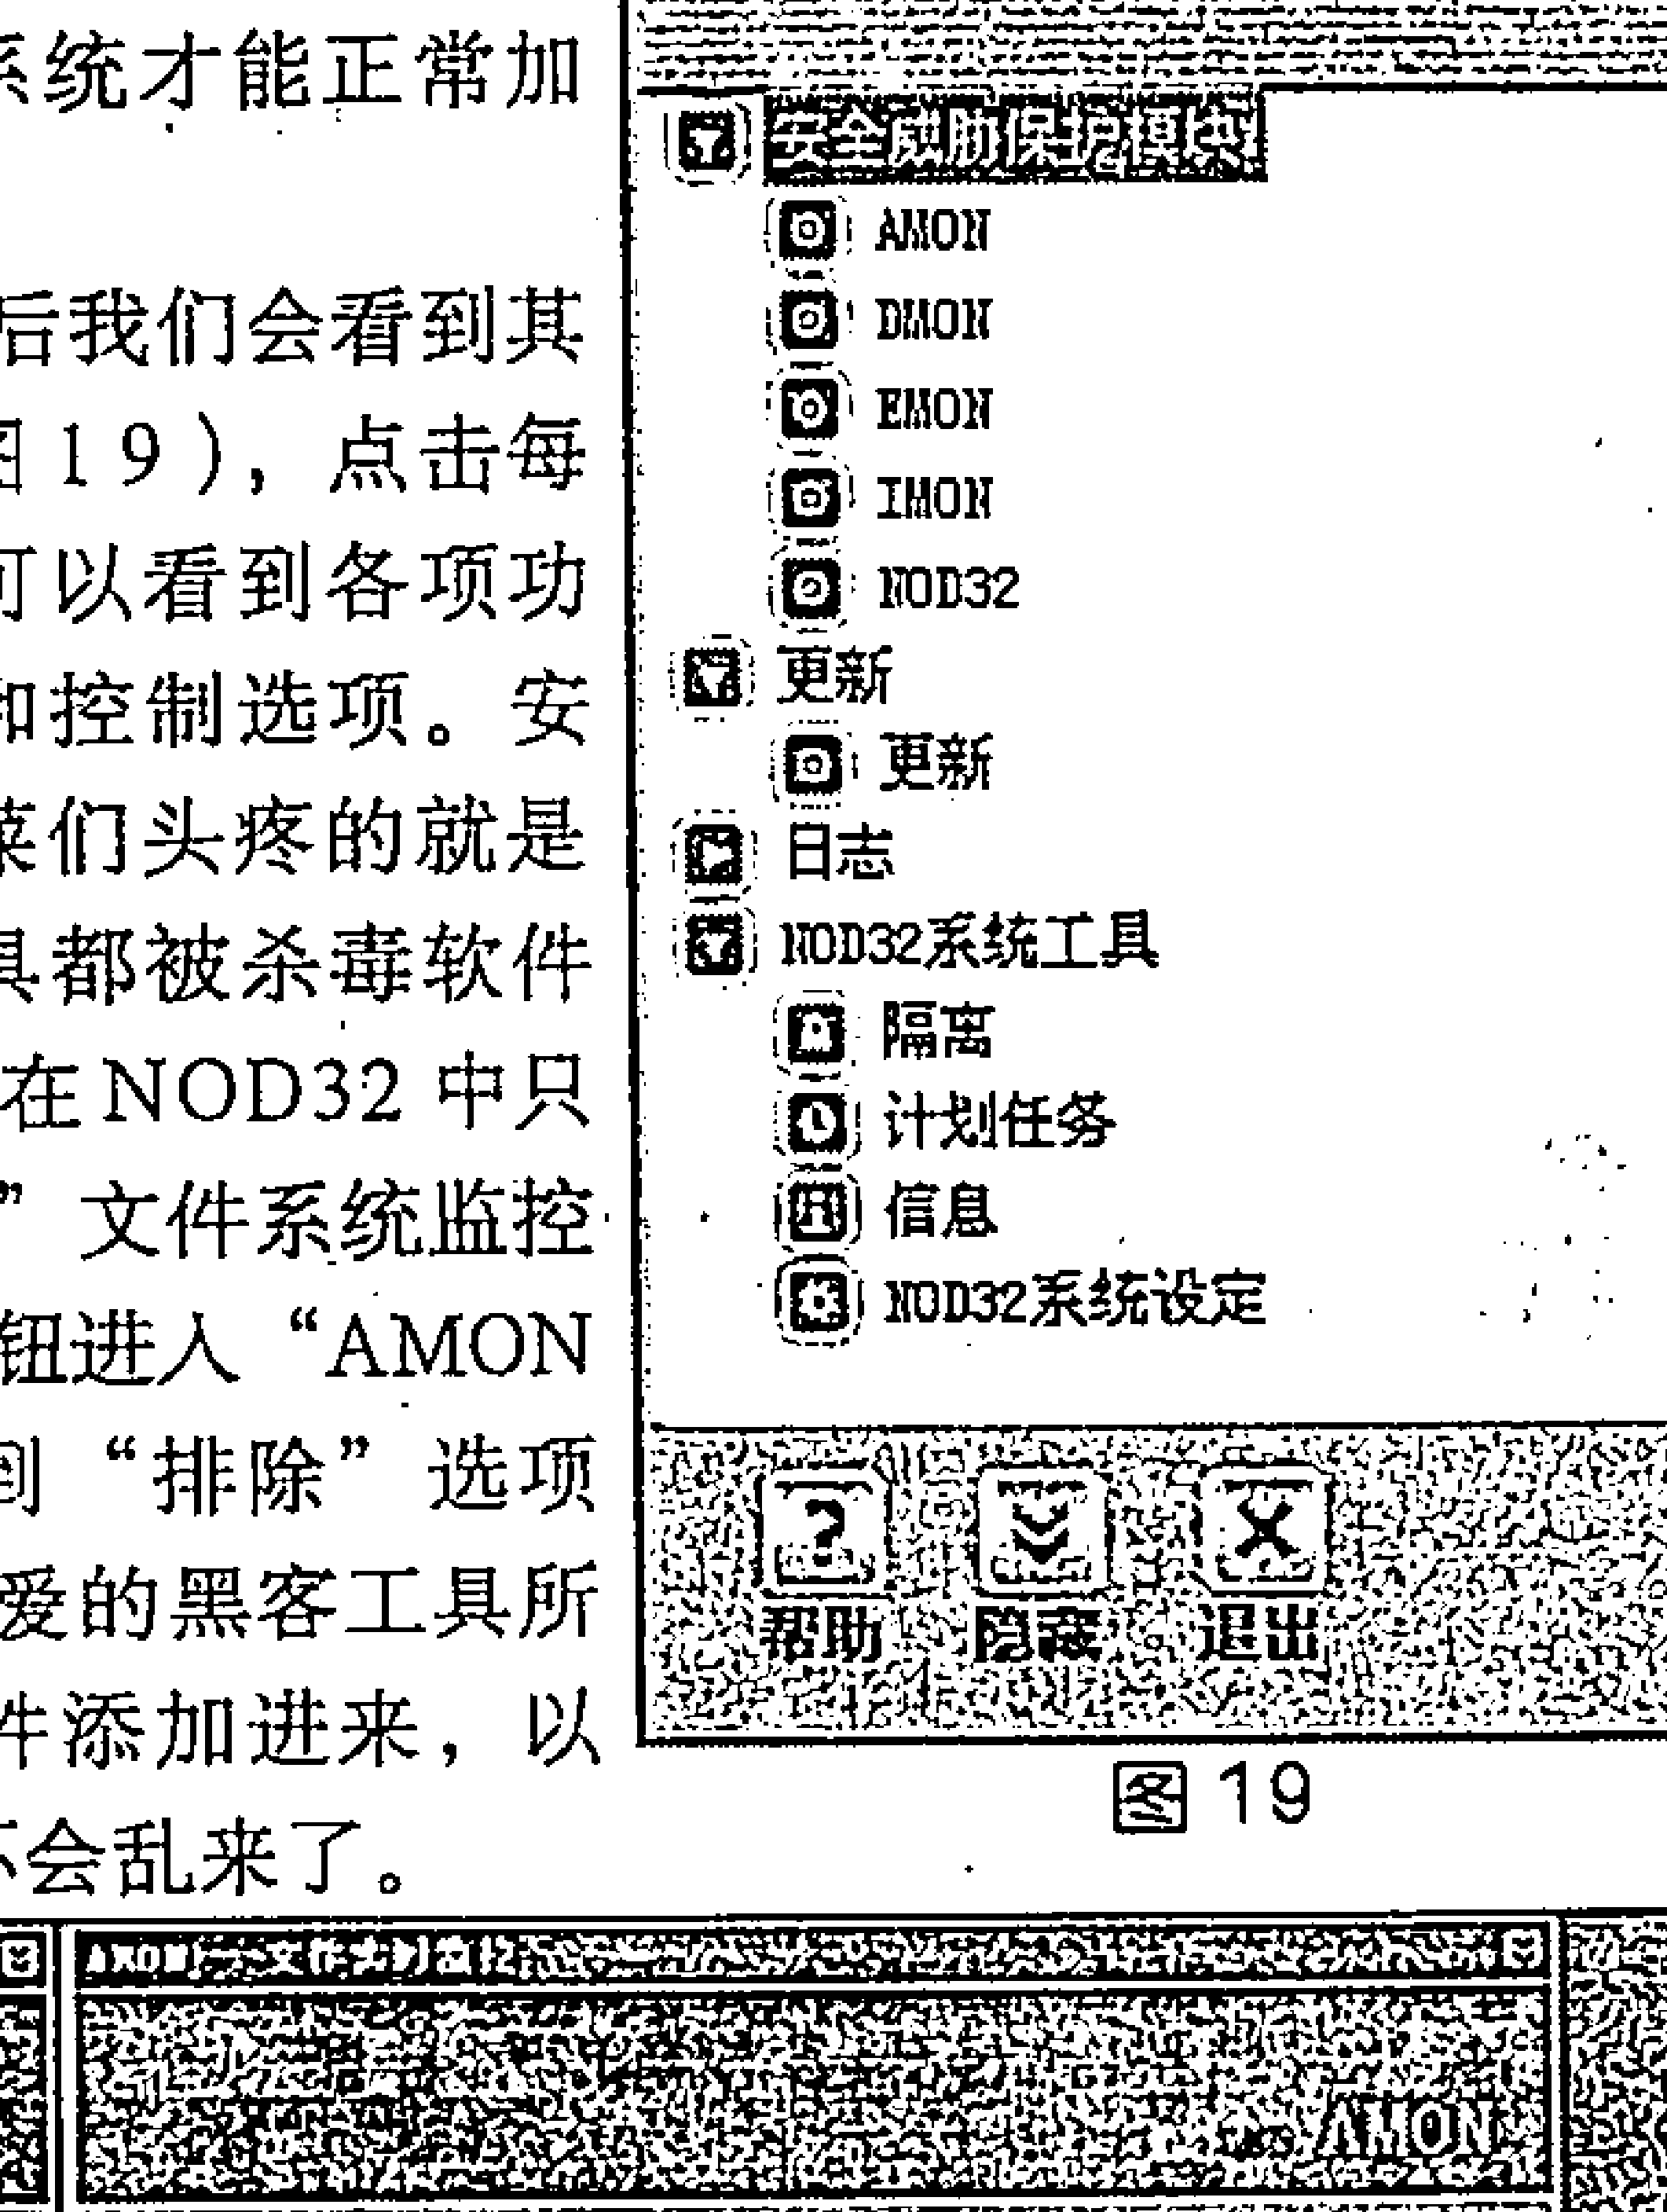 系统才能正常加
后我们会看到其
图19），点击每
可以看到各项功
和控制选项。安
菜们头疼的就是
具都被杀毒软件
在NOD32中只
”文件系统监控
钮进入“AMON
到“排除”选项
爱的黑客工具所
件添加进来，以
不会乱来了。
安全威胁保护模块
AMON
DMON
EMON
IMON
NOD32
更新
更新
日志
NOD32系统工具
隔离
计划任务
信息
NOD32系统设定
帮助 隐藏 退出
图19
AMON